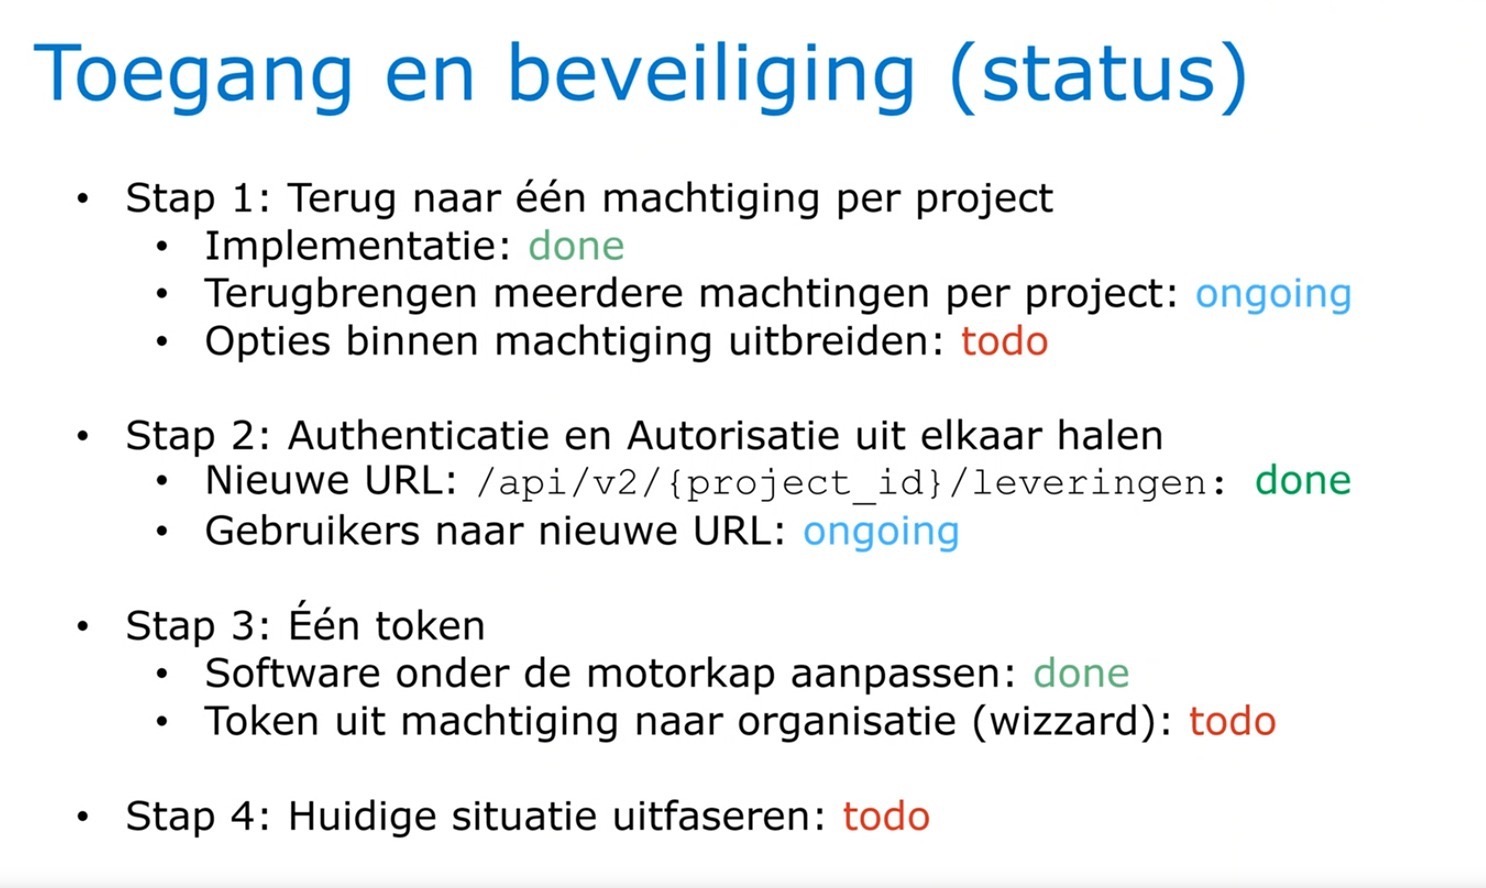 Toegang en beveiliging (status)
• Stap 1: Terug naar één machtiging per project
• Implementatie: done
• Terugbrengen meerdere machtingen per project: ongoing
• Opties binnen machtiging uitbreiden: todo
• Stap 2: Authenticatie en Autorisatie uit elkaar halen
• Nieuwe URL: /api/v2/{project_id}/leveringen: done
• Gebruikers naar nieuwe URL: ongoing
• Stap 3: Één token
• Software onder de motorkap aanpassen: done
• Token uit machtiging naar organisatie (wizzard): todo
• Stap 4: Huidige situatie uitfaseren: todo